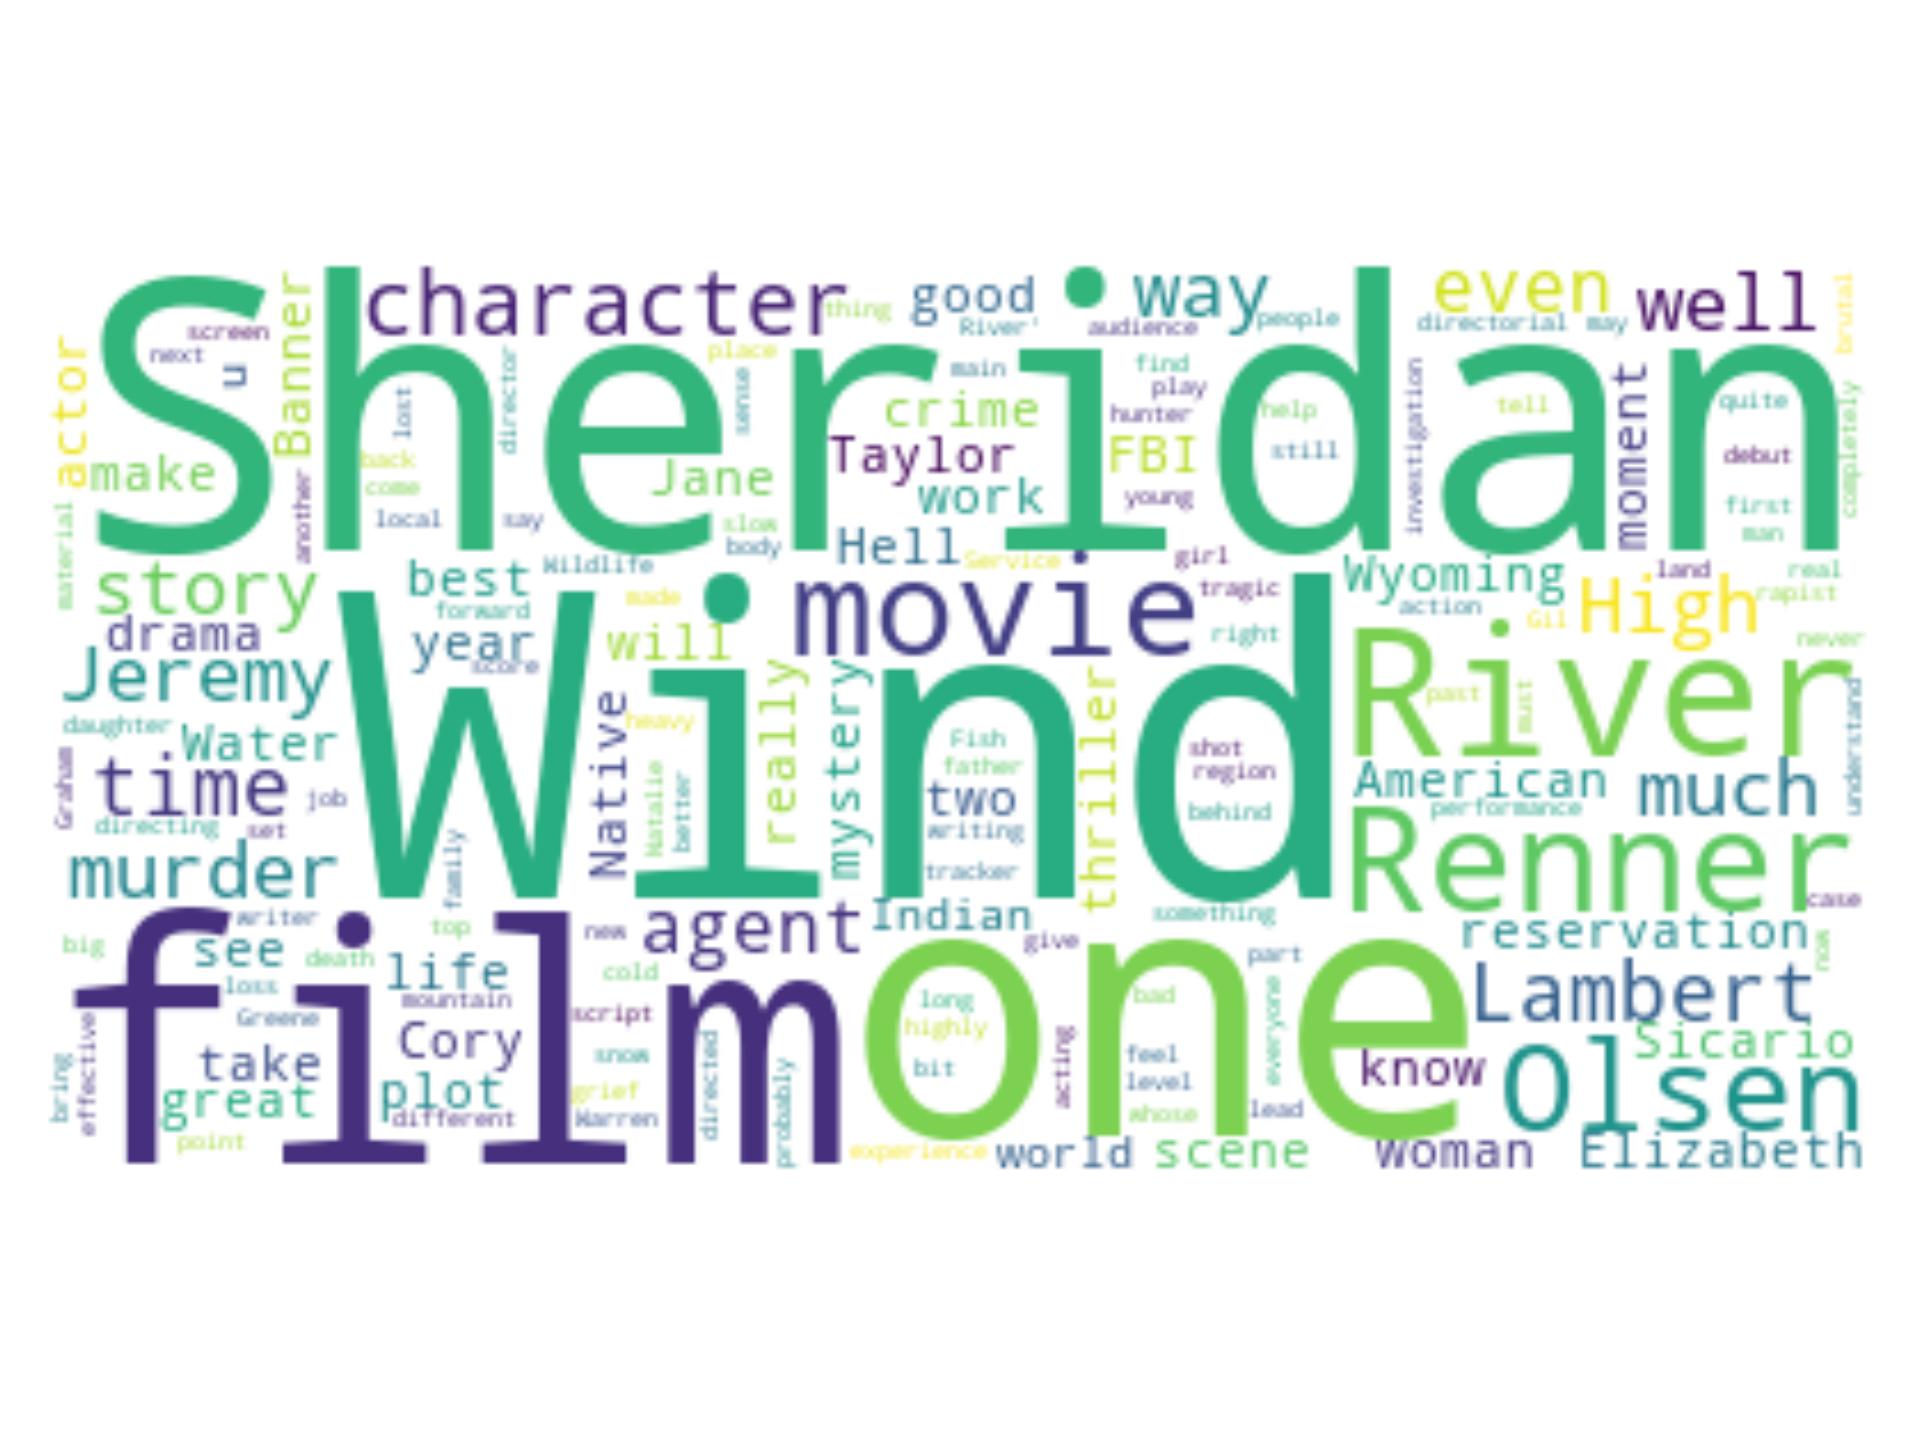 Sheridan
character
thing
good
River'
way
audience
people
even
directorial
may
well
brutal
screen
next
u
Banner
actor
make
material
another
lost
director
back
come
local
say
place
sense
Jane
slow
body
main
crime
Taylor
work
Hell
Service
find
play
hunter
FBI
young
girl
help
still
investigation
tell
moment
quite
debut
first
man
completely
story
drama
best
Wildlife
forward
year
score
made
will
movie
tragic
right
Wyoming
action
land
High
Gil
real
rapist
never
Jeremy
Wind
River
past
must
understand
daughter
Water
Graham
time
job
directing
set
murder
family
Native
heavy
Natalie
better
really
mystery
Fish
father
two
writing
tracker
thriller
shot
region
behind
American
much
performance
Renner
case
film
writer
big
see
top
death
life
loss
mountain
Greene
Cory
take
great
plot
different
point
bring
effective
new
agent
cold
script
snow
grief
Warren
directed
probably
Indian
one
long
highly
bit
give
acting
bad
feel
level
whose
something
part
everyone
lead
experience
world
scene
reservation
now
Lambert
Sicario
know
Olsen
woman
Elizabeth